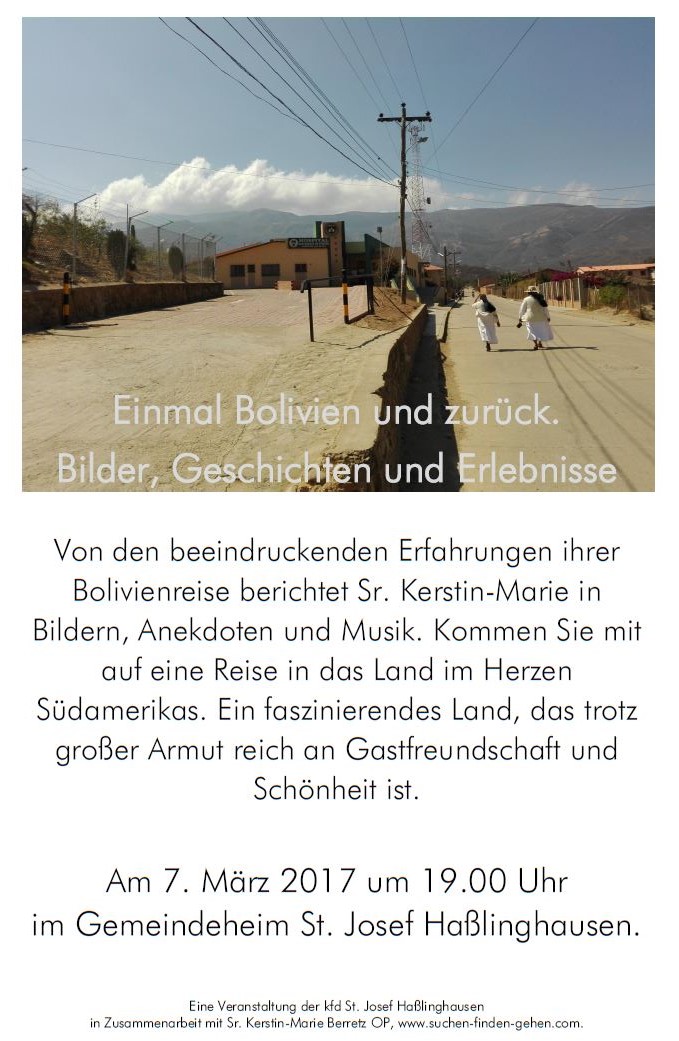 HOSPITAL
Einmal Bolivien und zurück.
Bilder, Geschichten und Erlebnisse
Von den beeindruckenden Erfahrungen ihrer
Bolivienreise berichtet Sr. Kerstin-Marie in
Bildern, Anekdoten und Musik. Kommen Sie mit
auf eine Reise in das Land im Herzen
Südamerikas. Ein faszinierendes Land, das trotz
großer Armut reich an Gastfreundschaft und
Schönheit ist.
Am 7. März 2017 um 19.00 Uhr
im Gemeindeheim St. Josef Haßlinghausen.
Eine Veranstaltung der kfd St. Josef Haßlinghausen
in Zusammenarbeit mit Sr. Kerstin-Marie Berretz OP, www.suchen-finden-gehen.com.